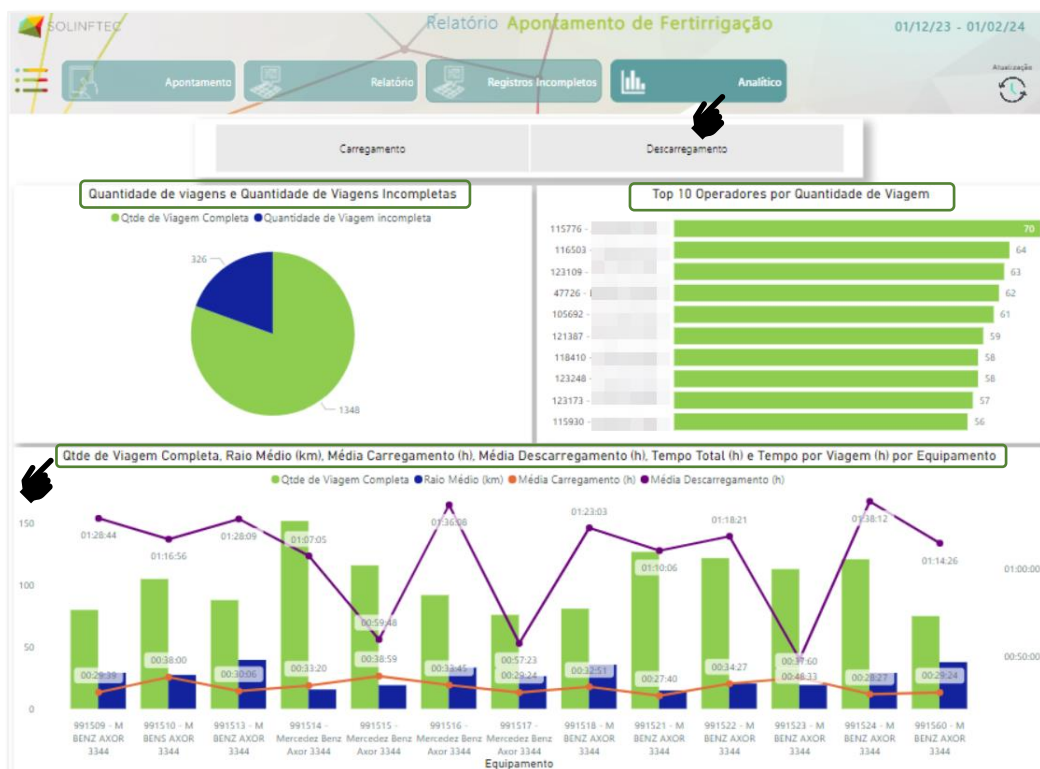 SOLINFTEC
Relatório Apontamento de Fertirrigação
01/12/23 - 01/02/24
Apontamento
Relatório
Registros Incompletos
Analítico
Atualização
Carregamento
Descarregamento
Quantidade de viagens e Quantidade de Viagens Incompletas
Qtde de Viagem Completa Quantidade de Viagem incompleta
326
1348
Top 10 Operadores por Quantidade de Viagem
115776 - 70
116503 - 64
123109 - 63
47726 - 62
105692 - 61
121387 - 59
118410 - 58
123248 - 58
123173 - 57
115930 - 56
Qtde de Viagem Completa, Raio Médio (km), Média Carregamento (h), Média Descarregamento (h), Tempo Total (h) e Tempo por Viagem (h) por Equipamento
Qtde de Viagem Completa Raio Médio (km) Média Carregamento (h) Média Descarregamento (h)
150
100
50
0
01:00:00
00:50:00
01:28:44
01:16:56
01:28:09
01:07:05
00:59:48
01:36:08
00:57:23
01:23:03
01:10:06
01:18:21
01:38:12
01:14:26
00:29:39
00:38:00
00:30:06
00:33:20
00:38:59
00:33:45
00:29:24
00:32:51
00:27:40
00:34:27
00:28:27
00:29:24
991509 - M BENZ AXOR 3344
991510 - M BENS AXOR 3344
991513 - M BENZ AXOR 3344
991514 - Mercedez Benz Axor 3344
991515 - Mercedez Benz Axor 3344
991516 - Mercedez Benz Axor 3344
991517 - Mercedez Benz Axor 3344
991518 - M BENZ AXOR 3344
991521 - M BENZ AXOR 3344
991522 - M BENZ AXOR 3344
991523 - M BENZ AXOR 3344
991524 - M BENZ AXOR 3344
991560 - M BENZ AXOR 3344
Equipamento